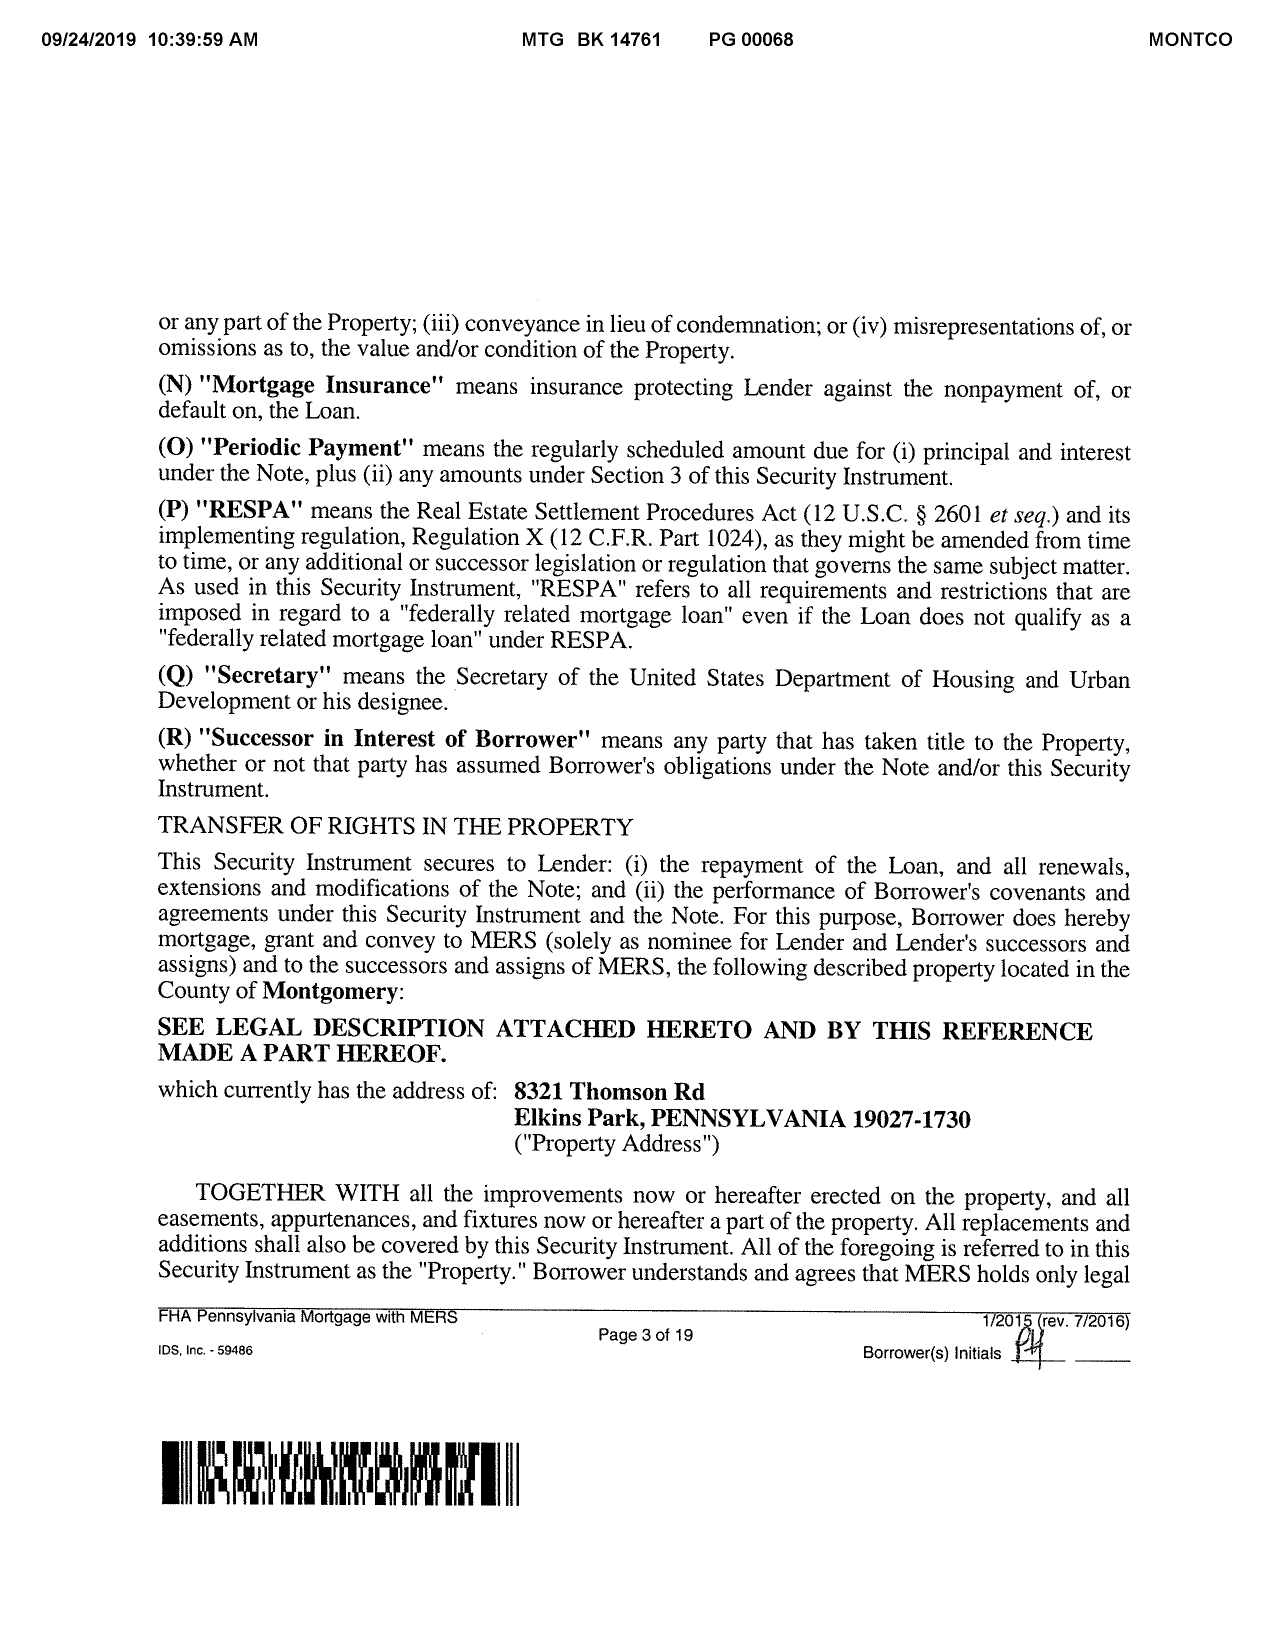 09/24/2019 10:39:59 AM MTG BK 14761 PG 00068 MONTCO
or any part of the Property; (iii) conveyance in lieu of condemnation; or (iv) misrepresentations of, or
omissions as to, the value and/or condition of the Property.
(N) "Mortgage Insurance" means insurance protecting Lender against the nonpayment of, or
default on, the Loan.
(O) "Periodic Payment" means the regularly scheduled amount due for (i) principal and interest
under the Note, plus (ii) any amounts under Section 3 of this Security Instrument.
(P) "RESPA" means the Real Estate Settlement Procedures Act (12 U.S.C. § 2601 et seq.) and its
implementing regulation, Regulation X (12 C.F.R. Part 1024), as they might be amended from time
to time, or any additional or successor legislation or regulation that governs the same subject matter.
As used in this Security Instrument, "RESPA" refers to all requirements and restrictions that are
imposed in regard to a "federally related mortgage loan" even if the Loan does not qualify as a
"federally related mortgage loan" under RESPA.
(Q) "Secretary" means the Secretary of the United States Department of Housing and Urban
Development or his designee.
(R) "Successor in Interest of Borrower" means any party that has taken title to the Property,
whether or not that party has assumed Borrower's obligations under the Note and/or this Security
Instrument.
TRANSFER OF RIGHTS IN THE PROPERTY
This Security Instrument secures to Lender: (i) the repayment of the Loan, and all renewals,
extensions and modifications of the Note; and (ii) the performance of Borrower's covenants and
agreements under this Security Instrument and the Note. For this purpose, Borrower does hereby
mortgage, grant and convey to MERS (solely as nominee for Lender and Lender's successors and
assigns) and to the successors and assigns of MERS, the following described property located in the
County of Montgomery:
SEE LEGAL DESCRIPTION ATTACHED HERETO AND BY THIS REFERENCE
MADE A PART HEREOF.
which currently has the address of: 8321 Thomson Rd
Elkins Park, PENNSYLVANIA 19027-1730
("Property Address")
TOGETHER WITH all the improvements now or hereafter erected on the property, and all
easements, appurtenances, and fixtures now or hereafter a part of the property. All replacements and
additions shall also be covered by this Security Instrument. All of the foregoing is referred to in this
Security Instrument as the "Property." Borrower understands and agrees that MERS holds only legal
FHA Pennsylvania Mortgage with MERS 1/2015 (rev. 7/2016)
Page 3 of 19
IDS, Inc. - 59486 Borrower(s) Initials PH